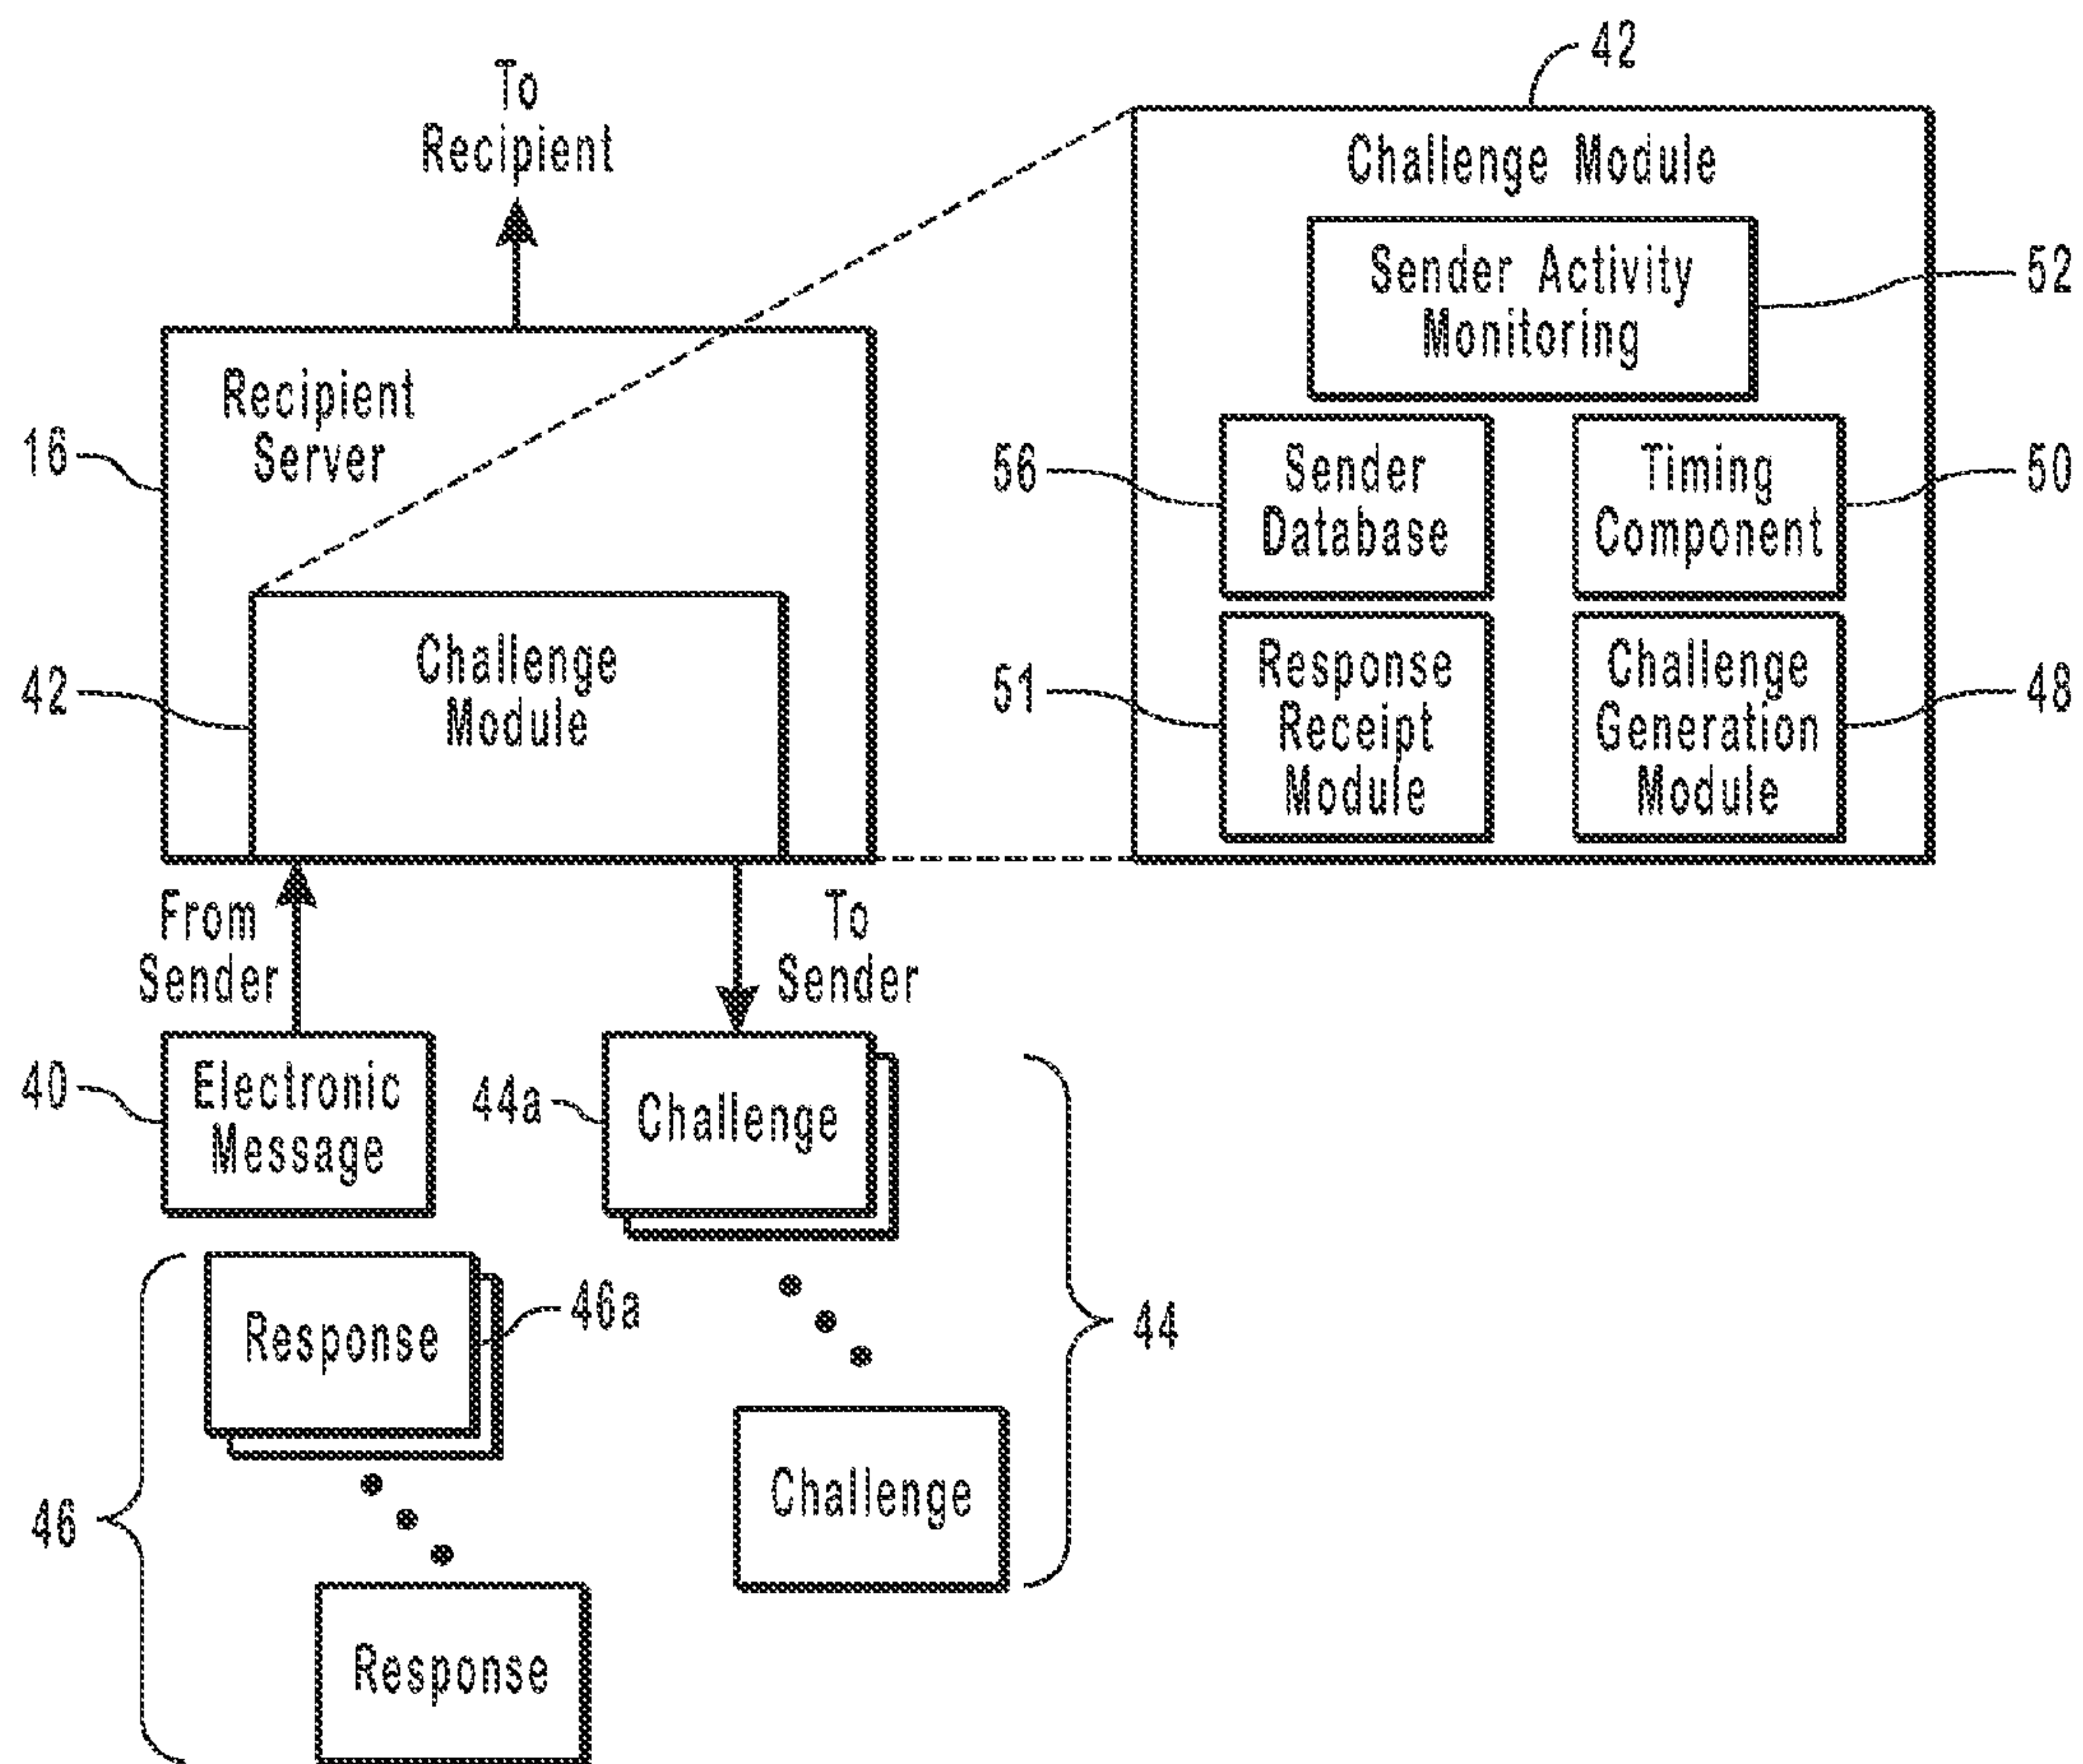 To
Recipient
Recipient
Server
16
Challenge
Module
42
42
Challenge Module
Sender Activity
Monitoring
52
56
Sender
Database
Timing
Component
50
51
Response
Receipt
Module
Challenge
Generation
Module
48
From
Sender
To
Sender
40
Electronic
Message
44a
Challenge
44
Challenge
46
Response
46a
Response